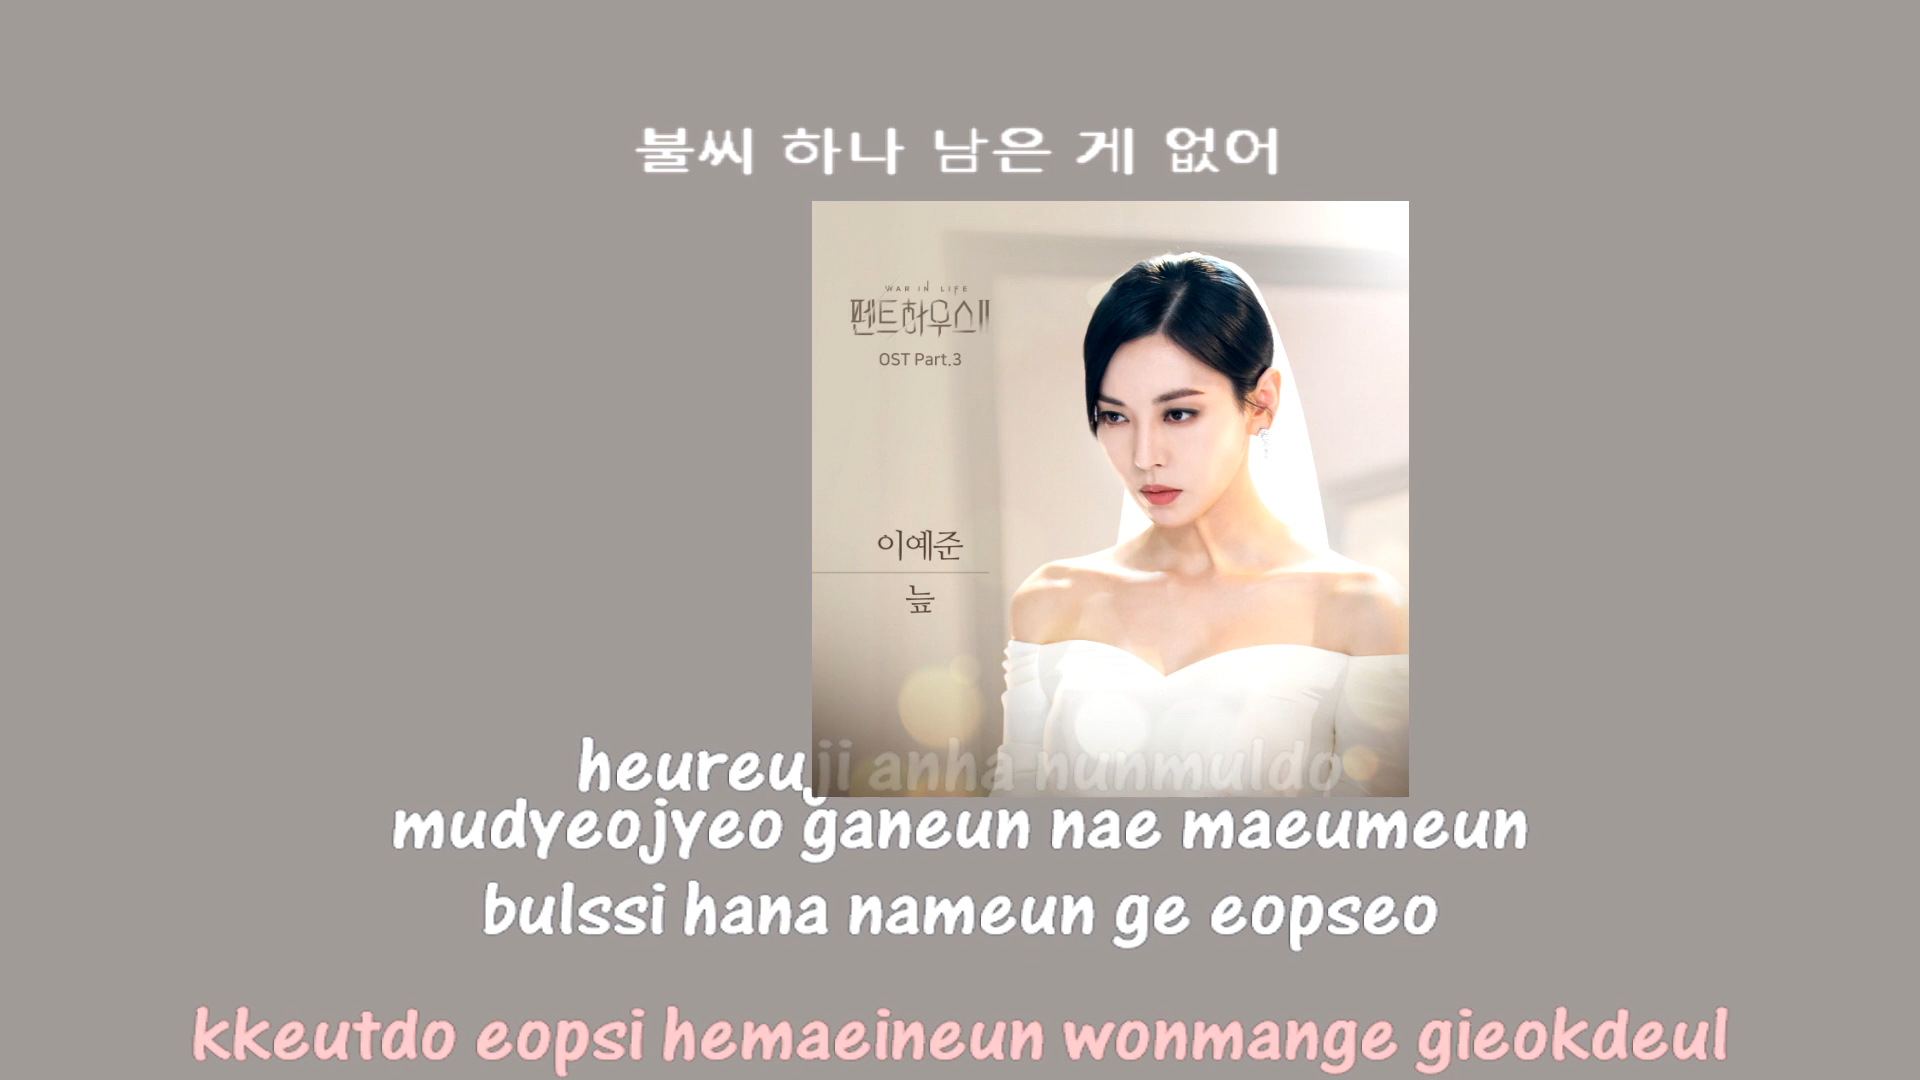 불씨 하나 남은 게 없어
WAR IN LIFE
펜트하우스II
OST Part.3
이예준
늪
heureuji anha nunmuldo
mudyeojyeo ganeun nae maeumeun
bulssi hana nameun ge eopseo
kkeutdo eopsi hemaeineun wonmange gieokdeul